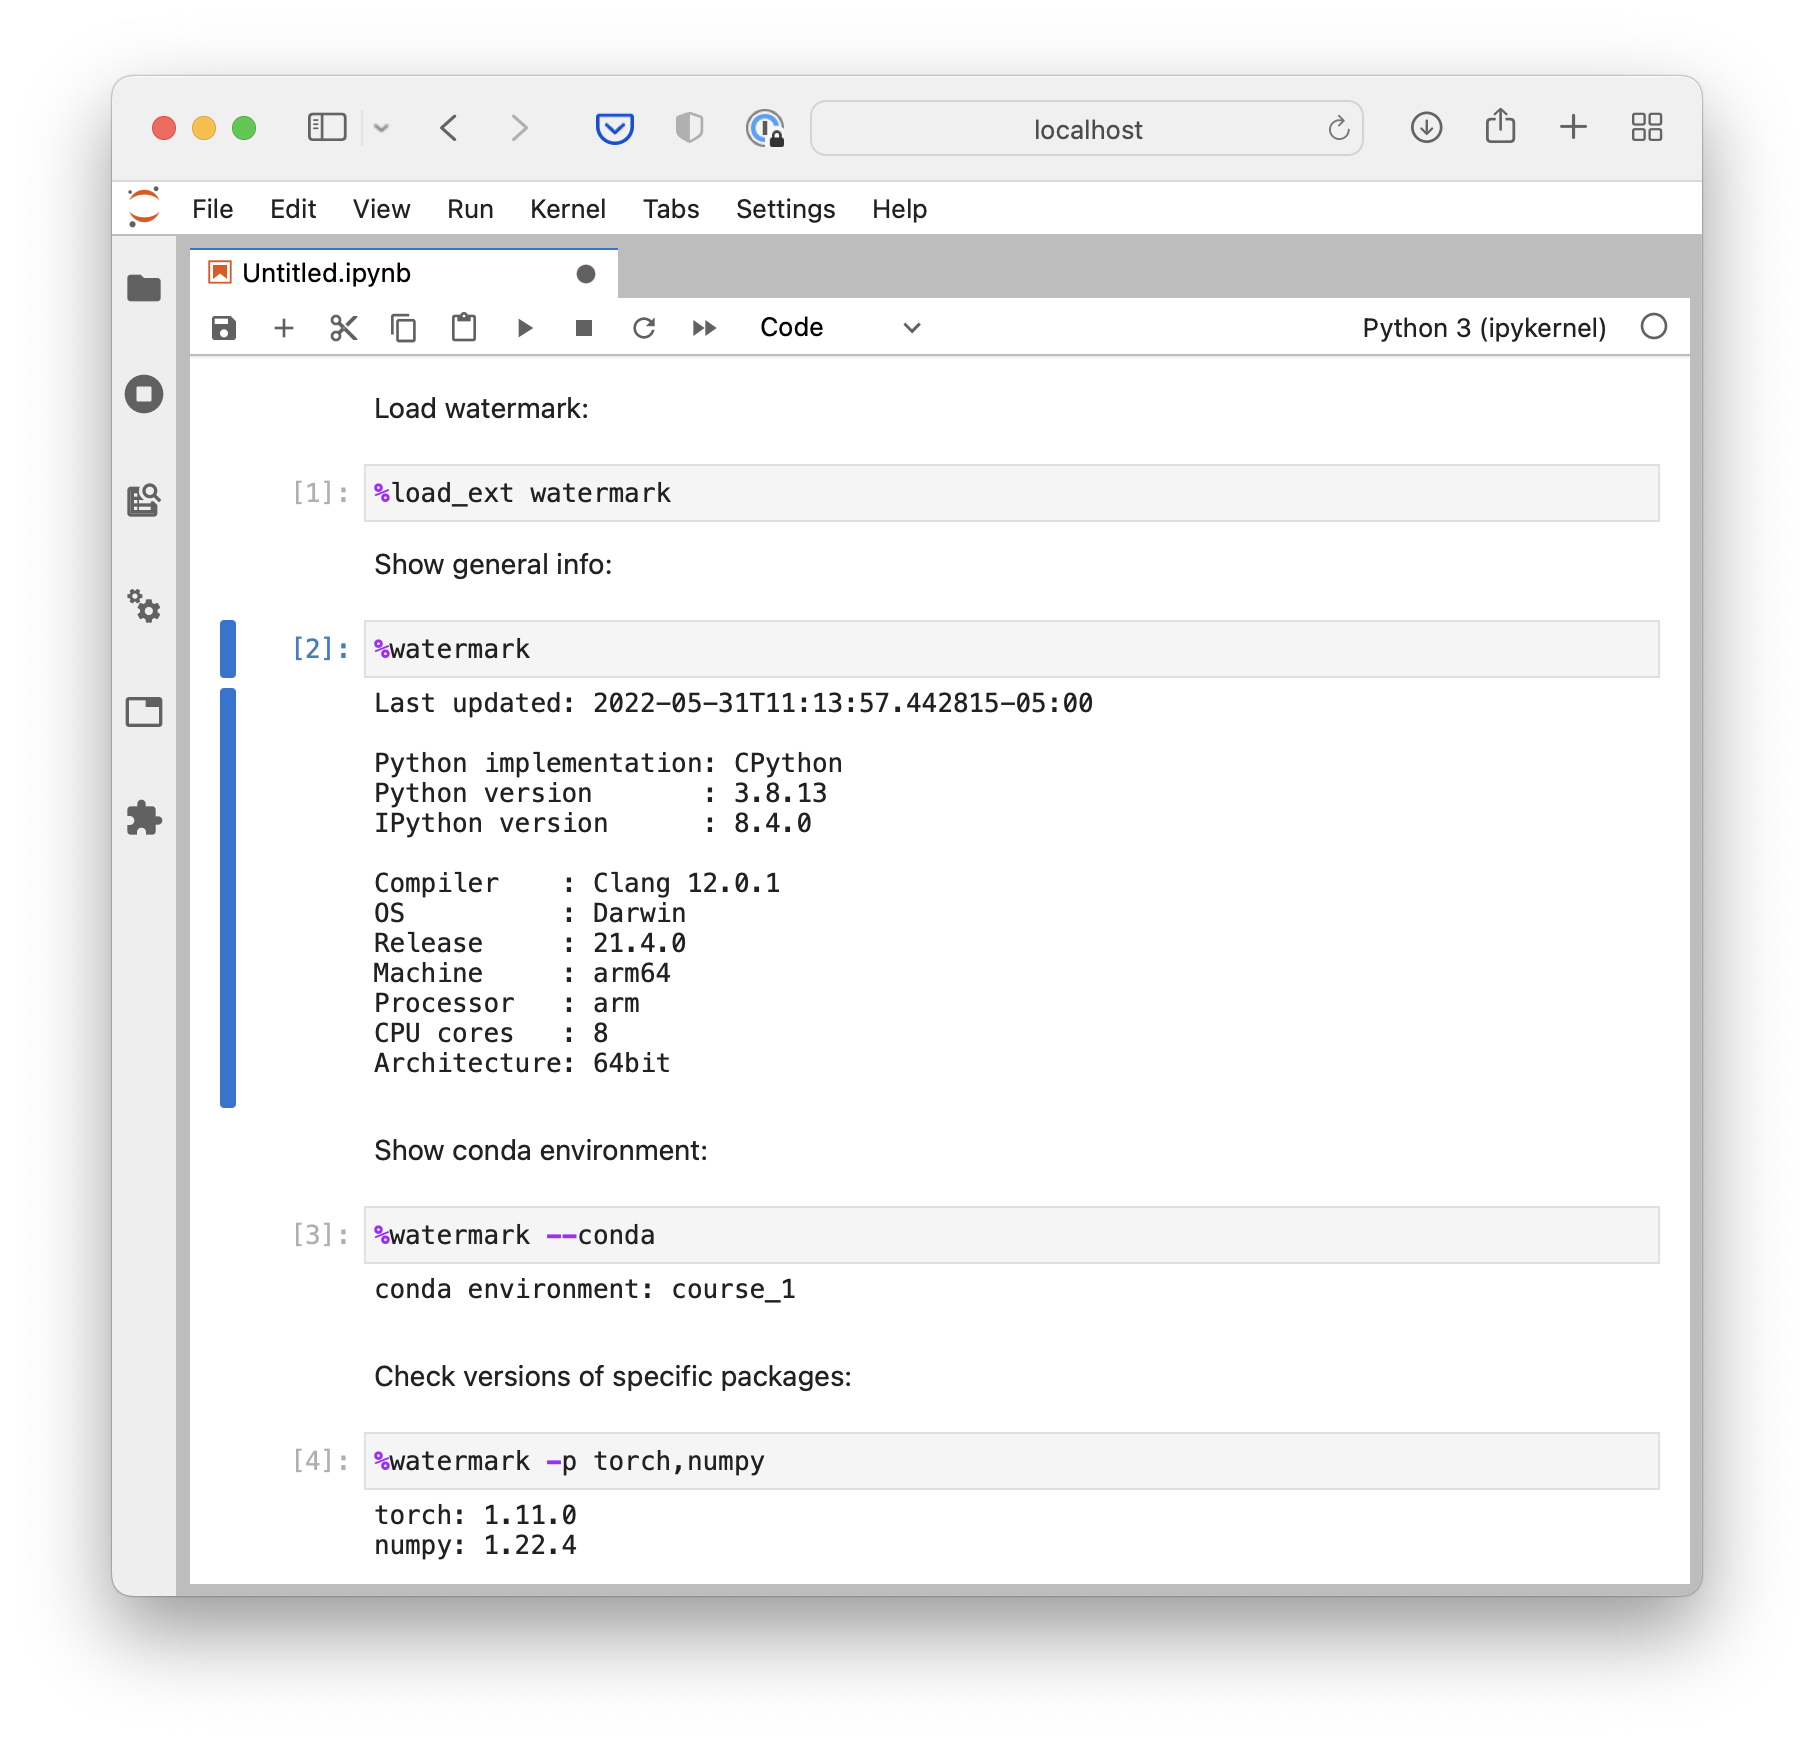 localhost
File Edit View Run Kernel Tabs Settings Help
Untitled.ipynb
Code Python 3 (ipykernel)
Load watermark:
[1]: %load_ext watermark
Show general info:
[2]: %watermark
Last updated: 2022-05-31T11:13:57.442815-05:00
Python implementation: CPython
Python version       : 3.8.13
IPython version      : 8.4.0
Compiler    : Clang 12.0.1
OS          : Darwin
Release     : 21.4.0
Machine     : arm64
Processor   : arm
CPU cores   : 8
Architecture: 64bit
Show conda environment:
[3]: %watermark --conda
conda environment: course_1
Check versions of specific packages:
[4]: %watermark -p torch,numpy
torch: 1.11.0
numpy: 1.22.4